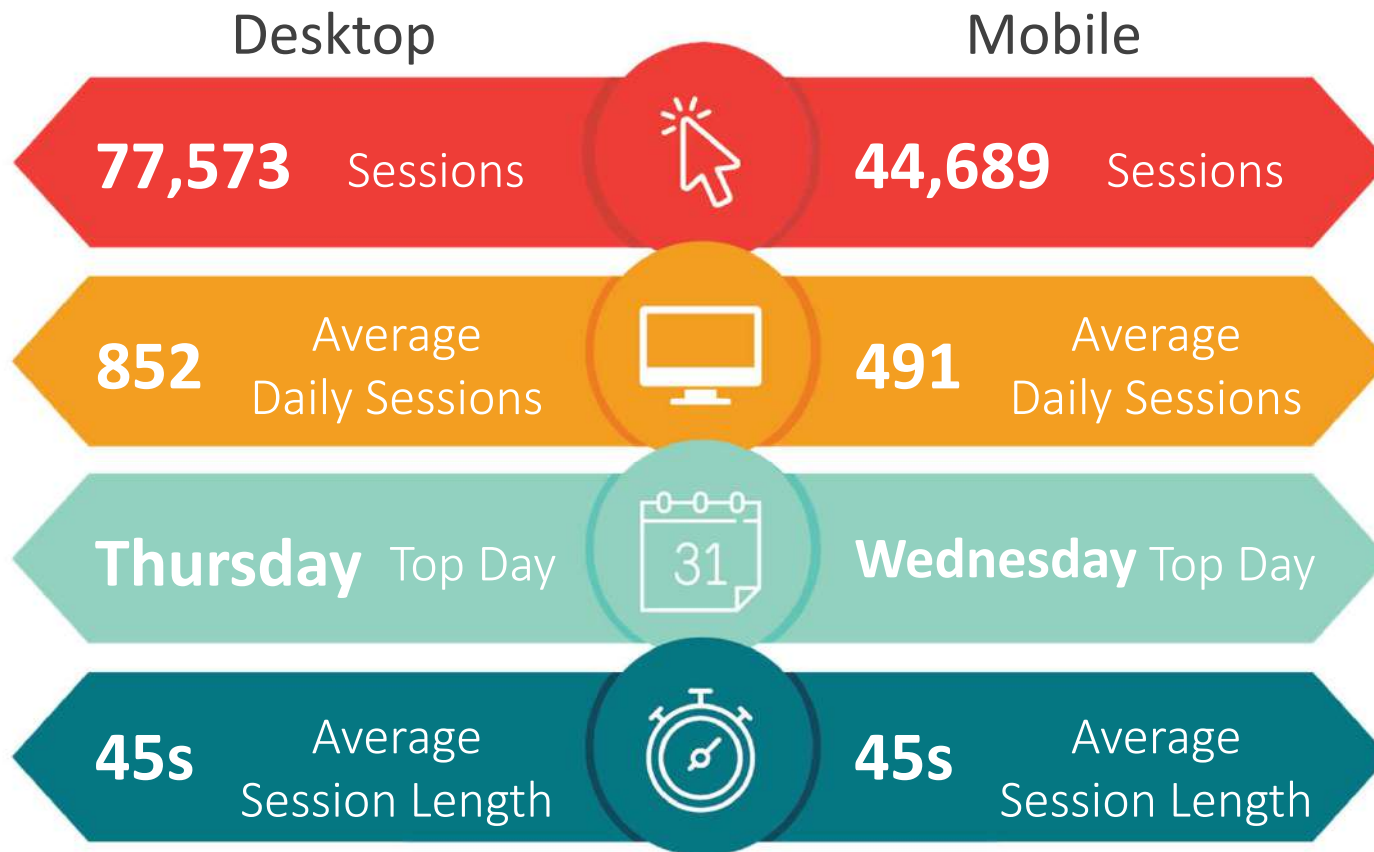 Desktop
Mobile
77,573 Sessions
44,689 Sessions
852 Average
Daily Sessions
491 Average
Daily Sessions
Thursday Top Day
31
Wednesday Top Day
45s Average
Session Length
45s Average
Session Length